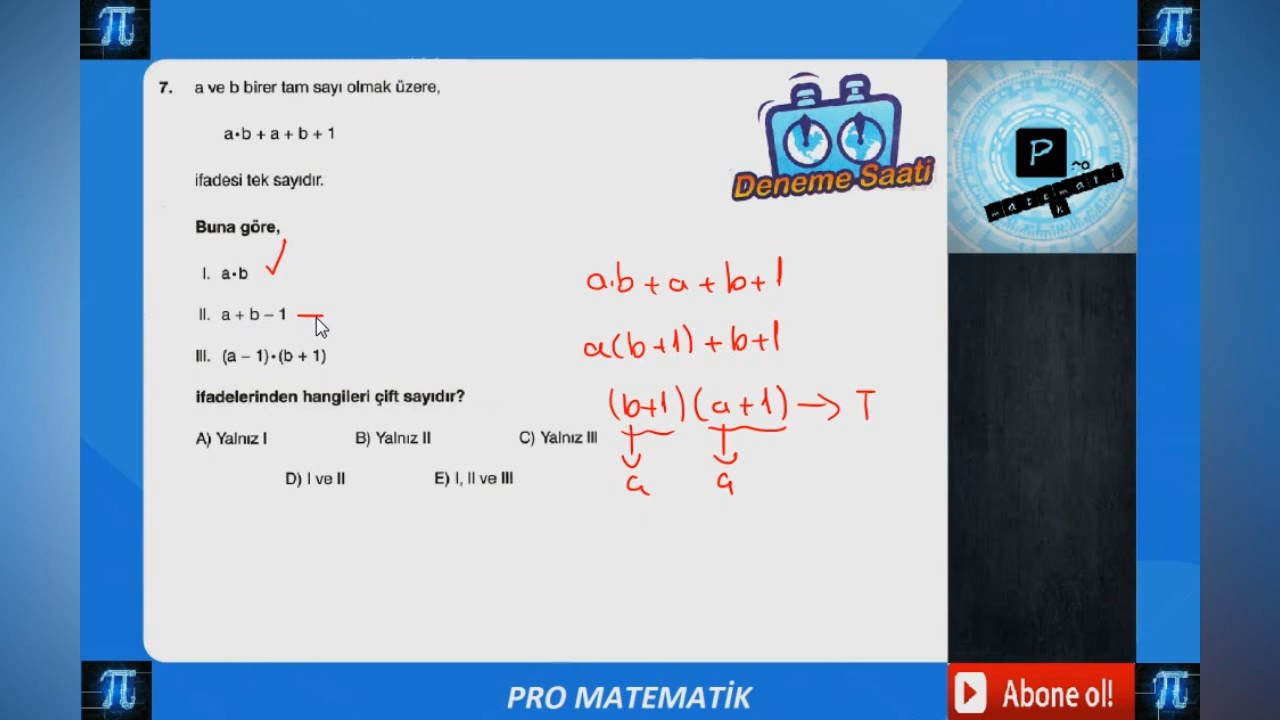 7. a ve b birer tam sayı olmak üzere,
a•b + a + b + 1
ifadesi tek sayıdır.
Buna göre,
I. a•b
II. a + b – 1
III. (a – 1)•(b + 1)
ifadelerinden hangileri çift sayıdır?
A) Yalnız I B) Yalnız II C) Yalnız III
D) I ve II E) I, II ve III
Deneme Saati
a.b + a + b + 1
a(b+1) + b+1
(b+1)(a+1) → T
P
matematik
PRO MATEMATİK
Abone ol!